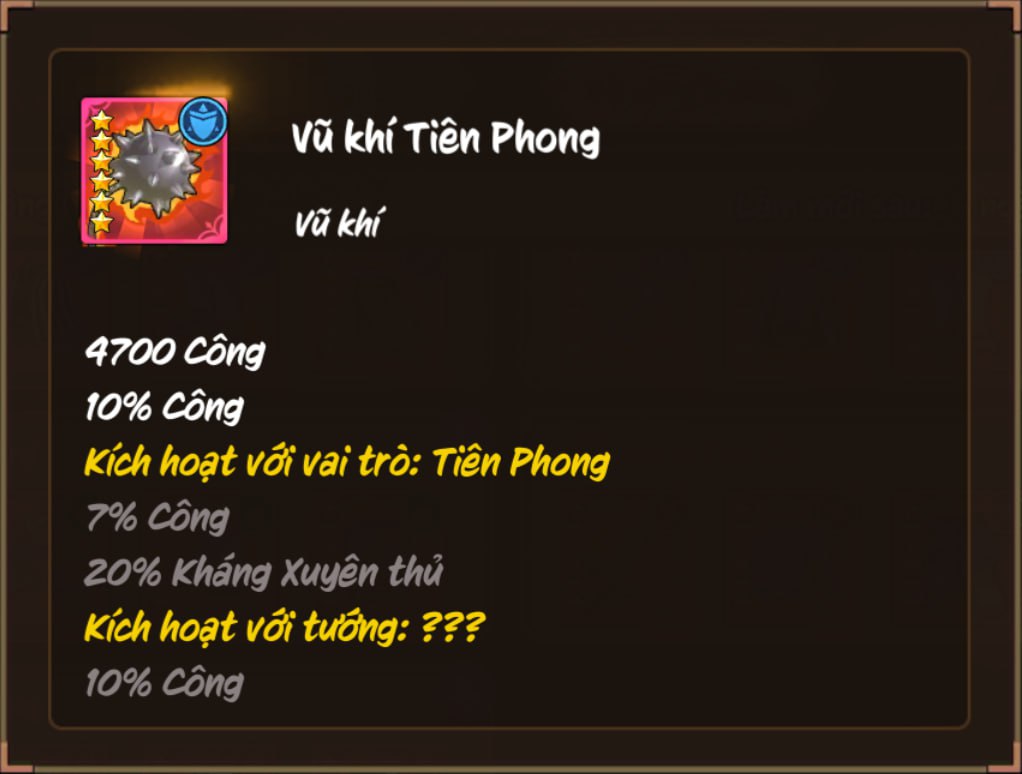 Vũ khí Tiên Phong
Vũ khí
4700 Công
10% Công
Kích hoạt với vai trò: Tiên Phong
7% Công
20% Kháng Xuyên thủ
Kích hoạt với tướng: ???
10% Công